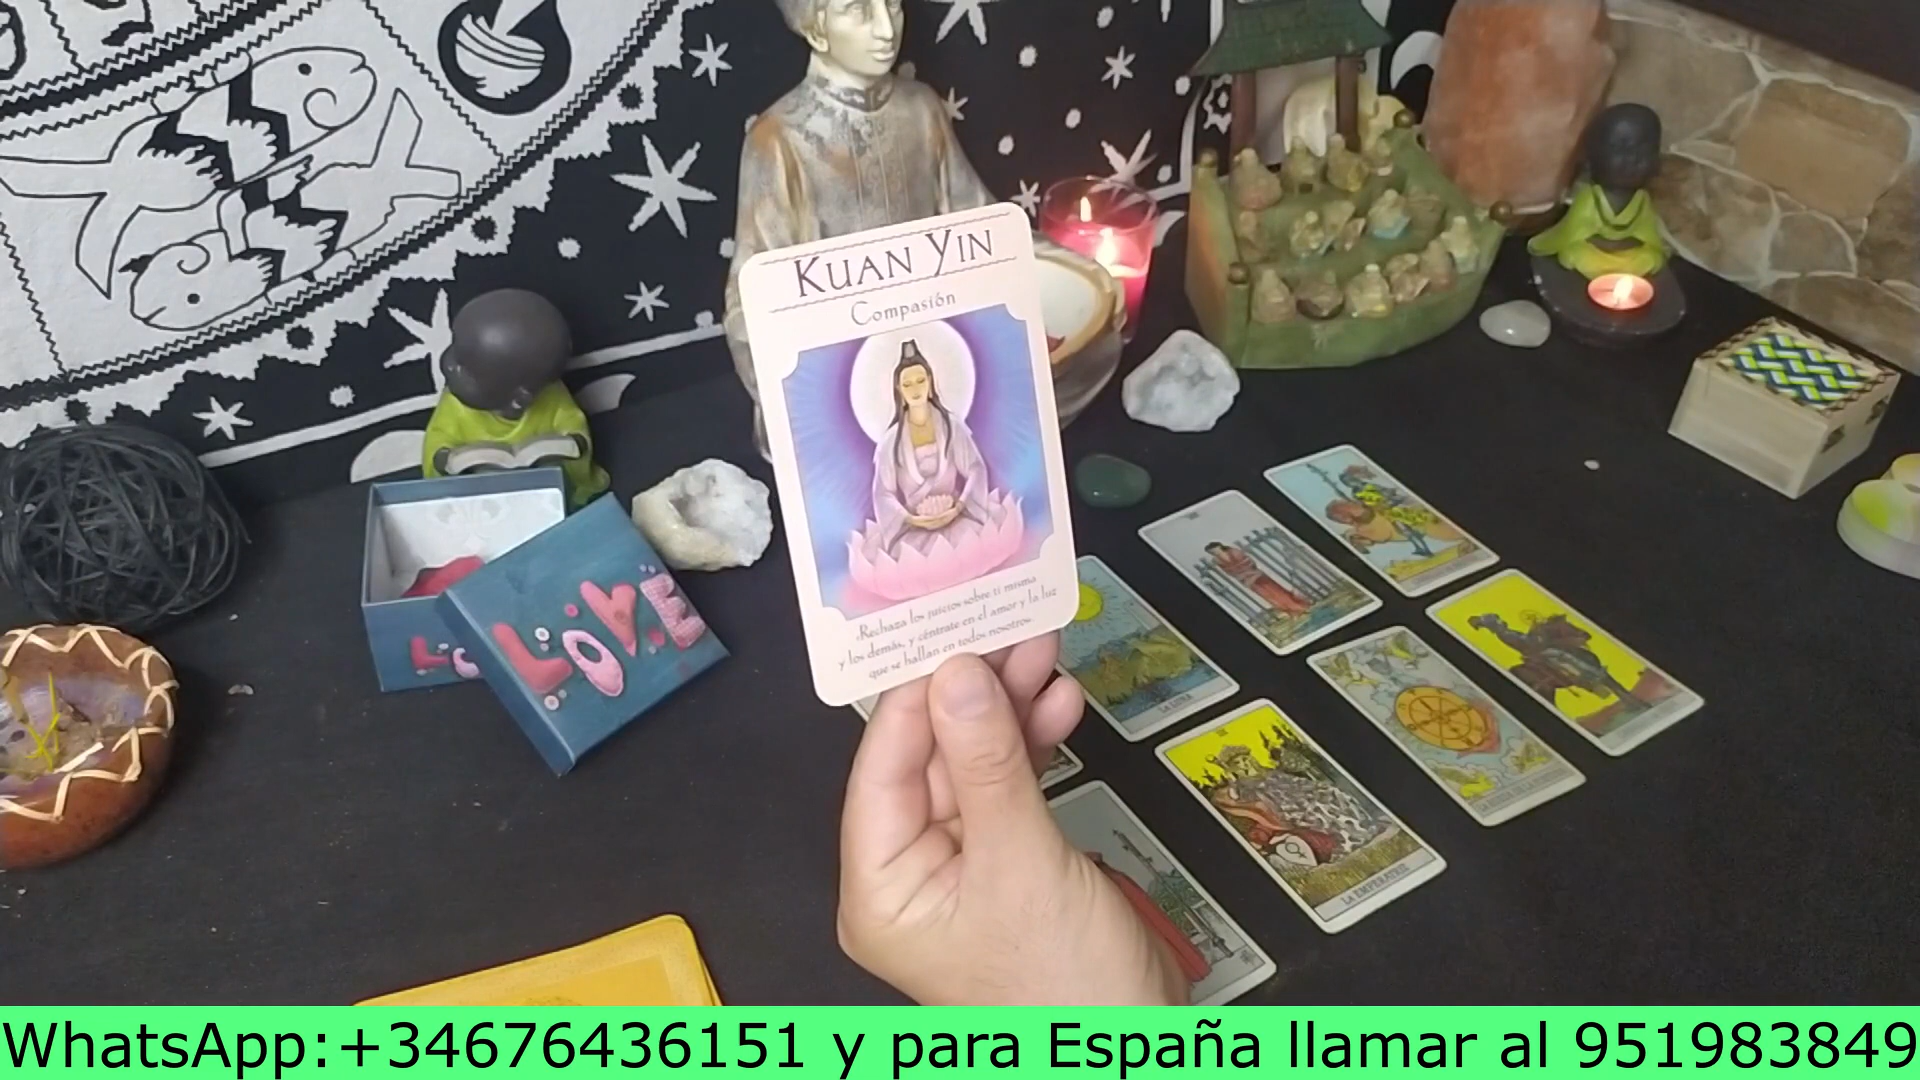 KUAN YIN
Compasión
«Rechaza los juicios sobre ti misma
y los demás, y céntrate en el amor y la luz
que se hallan en todos nosotros».
LOVE
LA LUNA
LA EMPERATRIZ
WhatsApp:+34676436151 y para España llamar al 951983849